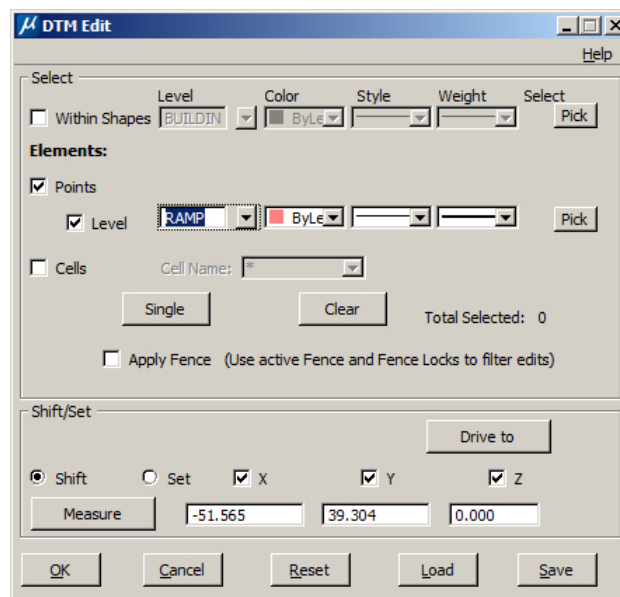 µ DTM Edit
Help
Select
Level Color Style Weight Select
Within Shapes BUILDIN ByLe Pick
Elements:
Points
Level RAMP ByLe Pick
Cells Cell Name: *
Single Clear Total Selected: 0
Apply Fence (Use active Fence and Fence Locks to filter edits)
Shift/Set
Drive to
Shift Set X Y Z
Measure -51.565 39.304 0.000
OK Cancel Reset Load Save